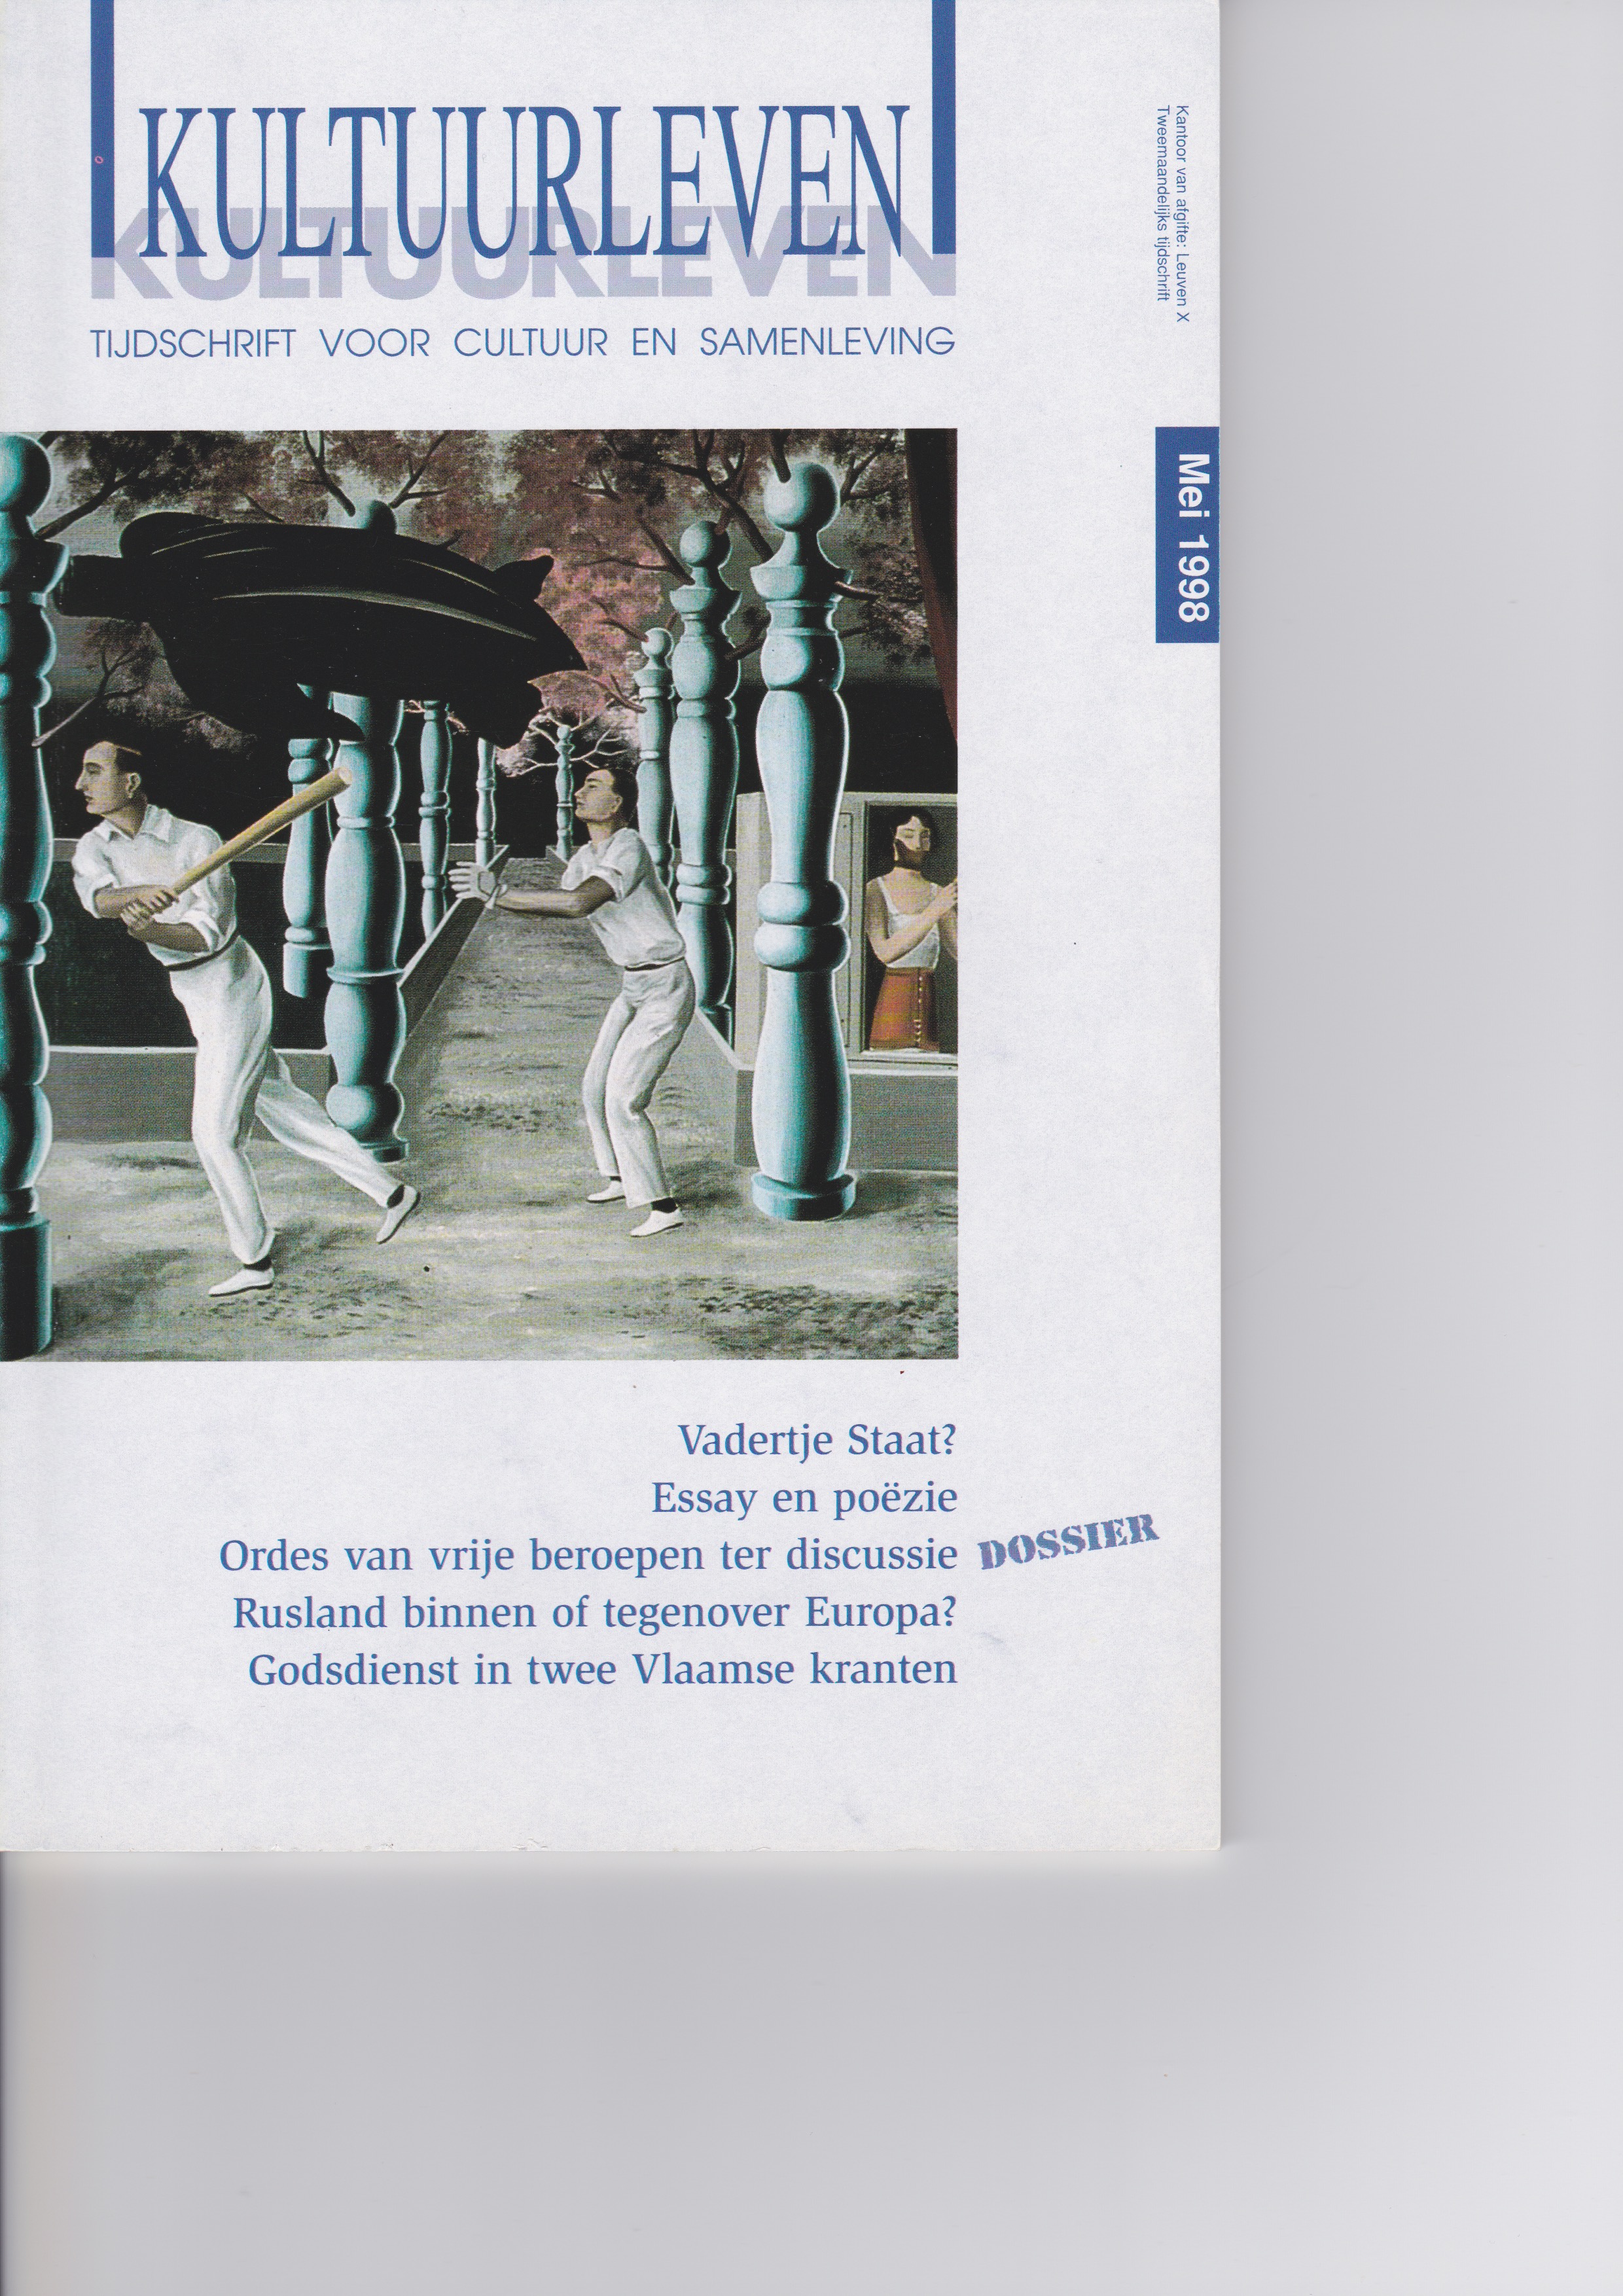 KULTUURLEVEN
KULTUURLEVEN
TIJDSCHRIFT VOOR CULTUUR EN SAMENLEVING
Kantoor van afgifte: Leuven X
Tweemaandelijks tijdschrift
Mei 1998
Vadertje Staat?
Essay en poëzie
Ordes van vrije beroepen ter discussie DOSSIER
Rusland binnen of tegenover Europa?
Godsdienst in twee Vlaamse kranten